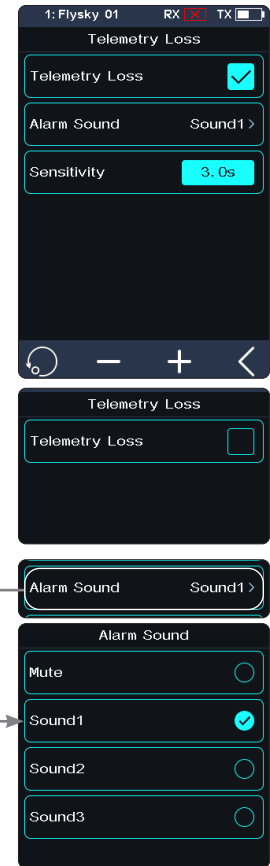 1: Flysky 01 RX TX
Telemetry Loss
Telemetry Loss
Alarm Sound Sound1 >
Sensitivity 3.0s
Telemetry Loss
Telemetry Loss
Alarm Sound Sound1 >
Alarm Sound
Mute
Sound1
Sound2
Sound3